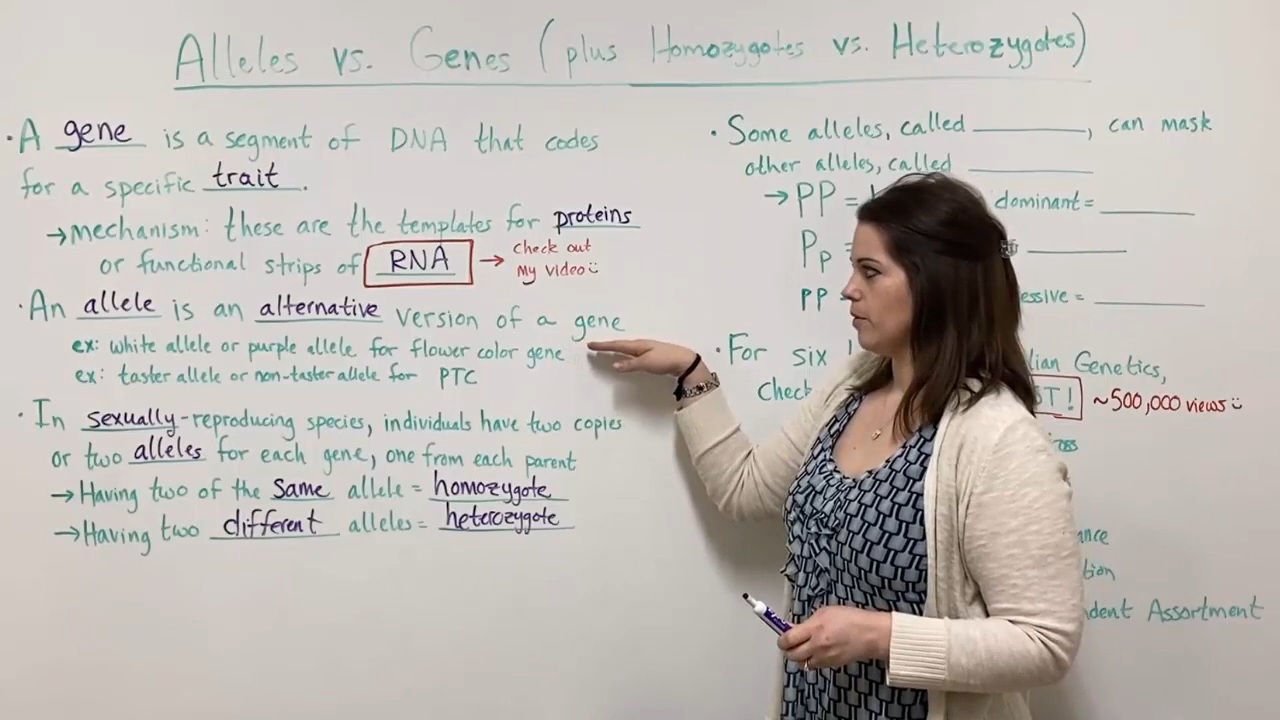 Alleles vs. Genes (plus Homozygotes vs. Heterozygotes)
· A gene is a segment of DNA that codes
for a specific trait.
→ mechanism: these are the templates for proteins
or functional strips of RNA → Check out
my video
· An allele is an alternative version of a gene
ex: white allele or purple allele for flower color gene
ex: taster allele or non-taster allele for PTC
· In sexually-reproducing species, individuals have two copies
or two alleles for each gene, one from each parent
→ Having two of the same allele = homozygote
→ Having two different alleles = heterozygote
· Some alleles, called ________, can mask
other alleles, called ________
→ PP = dominant = ________
Pp = ________
pp = essive = ________
· For six lian Genetics,
Check ST! ~500,000 views
oss
ance
tion
ndent Assortment